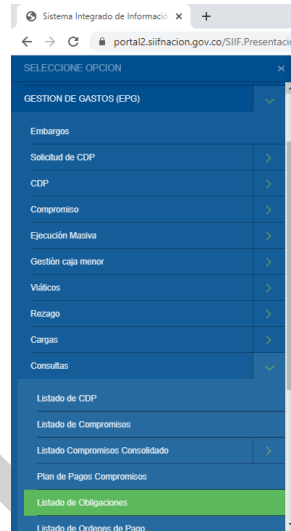 Sistema Integrado de Informació
portal2.siifnacion.gov.co/SIIF.Presentacio
SELECCIONE OPCION
GESTION DE GASTOS (EPG)
Embargos
Solicitud de CDP
CDP
Compromiso
Ejecución Masiva
Gestión caja menor
Viáticos
Rezago
Cargas
Consultas
Listado de CDP
Listado de Compromisos
Listado Compromisos Consolidado
Plan de Pagos Compromisos
Listado de Obligaciones
Listado de Ordenes de Pago